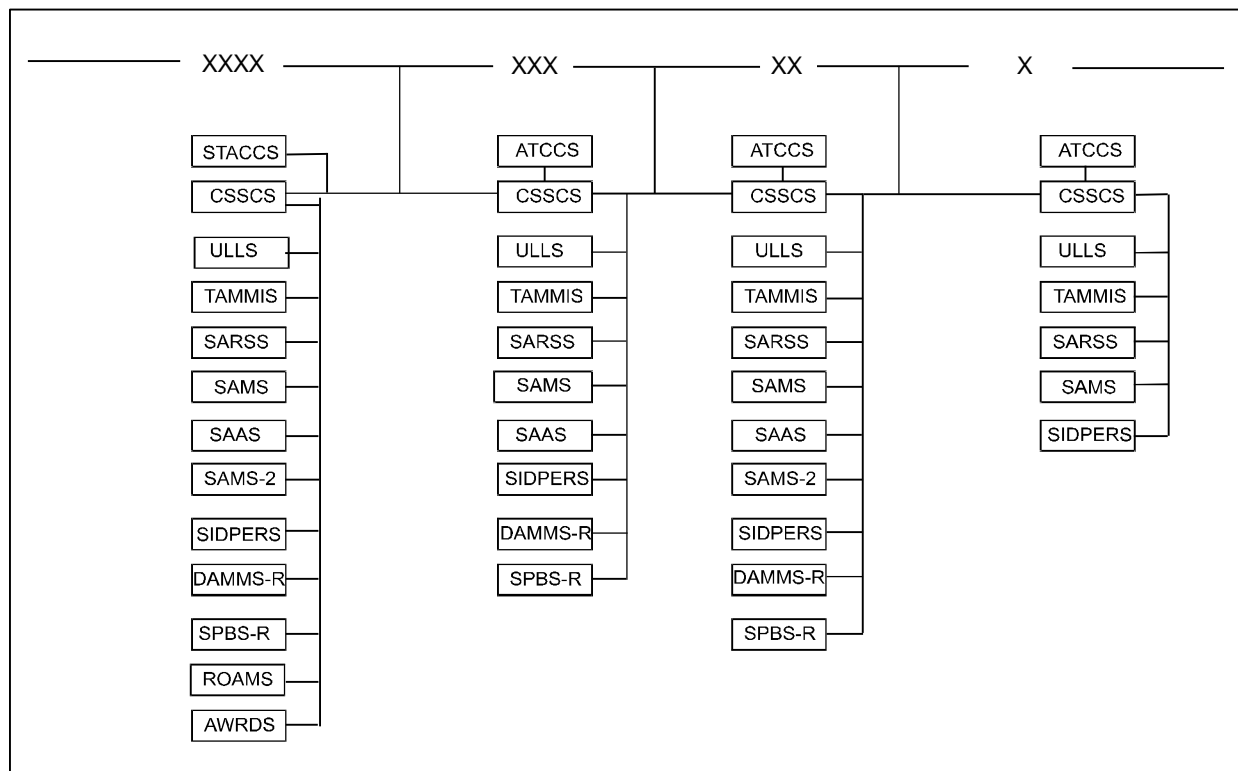 XXXX
XXX
XX
X
STACCS
CSSCS
ULLS
TAMMIS
SARSS
SAMS
SAAS
SAMS-2
SIDPERS
DAMMS-R
SPBS-R
ROAMS
AWRDS
ATCCS
CSSCS
ULLS
TAMMIS
SARSS
SAMS
SAAS
SIDPERS
DAMMS-R
SPBS-R
ATCCS
CSSCS
ULLS
TAMMIS
SARSS
SAMS
SAAS
SAMS-2
SIDPERS
DAMMS-R
SPBS-R
ATCCS
CSSCS
ULLS
TAMMIS
SARSS
SAMS
SIDPERS